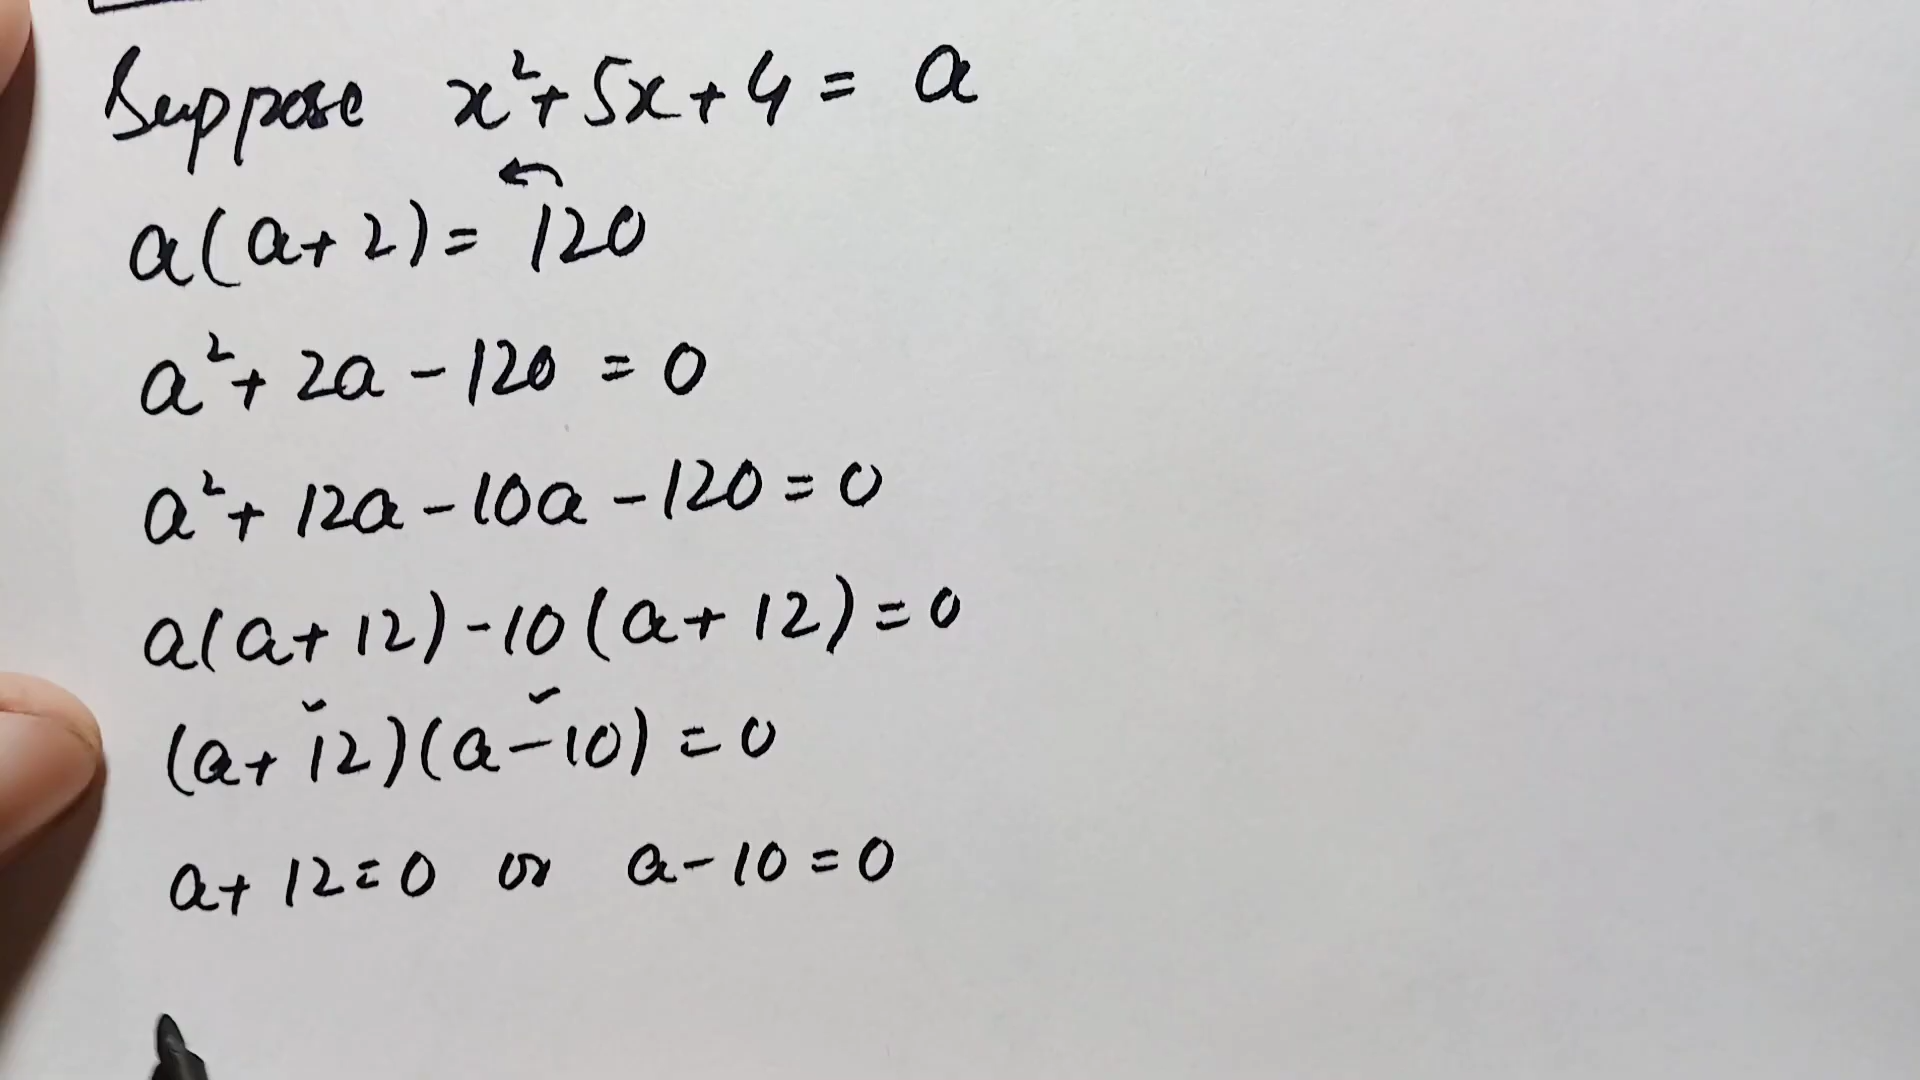 Suppose x²+5x+4 = a
a(a+2) = 120
a²+2a-120 = 0
a²+12a-10a-120=0
a(a+12)-10(a+12)=0
(a+12)(a-10)=0
a+12=0 or a-10=0